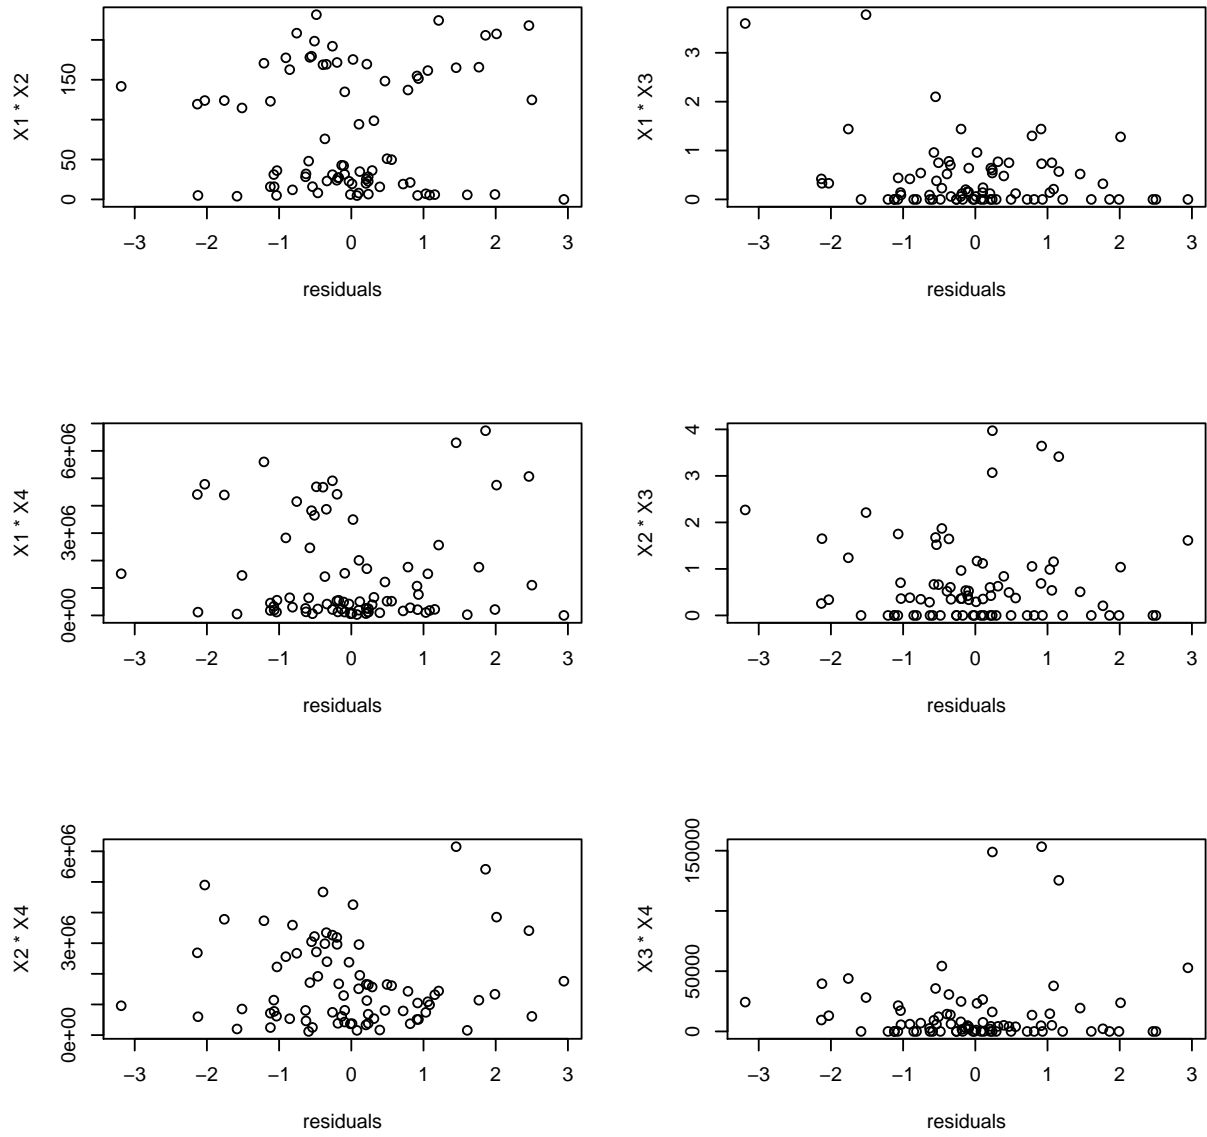 X1 * X2
0
50
150
−3 −2 −1 0 1 2 3
residuals
X1 * X3
0
1
2
3
−3 −2 −1 0 1 2 3
residuals
X1 * X4
0e+00
3e+06
6e+06
−3 −2 −1 0 1 2 3
residuals
X2 * X3
0
1
2
3
4
−3 −2 −1 0 1 2 3
residuals
X2 * X4
0e+00
3e+06
6e+06
−3 −2 −1 0 1 2 3
residuals
X3 * X4
0
50000
150000
−3 −2 −1 0 1 2 3
residuals